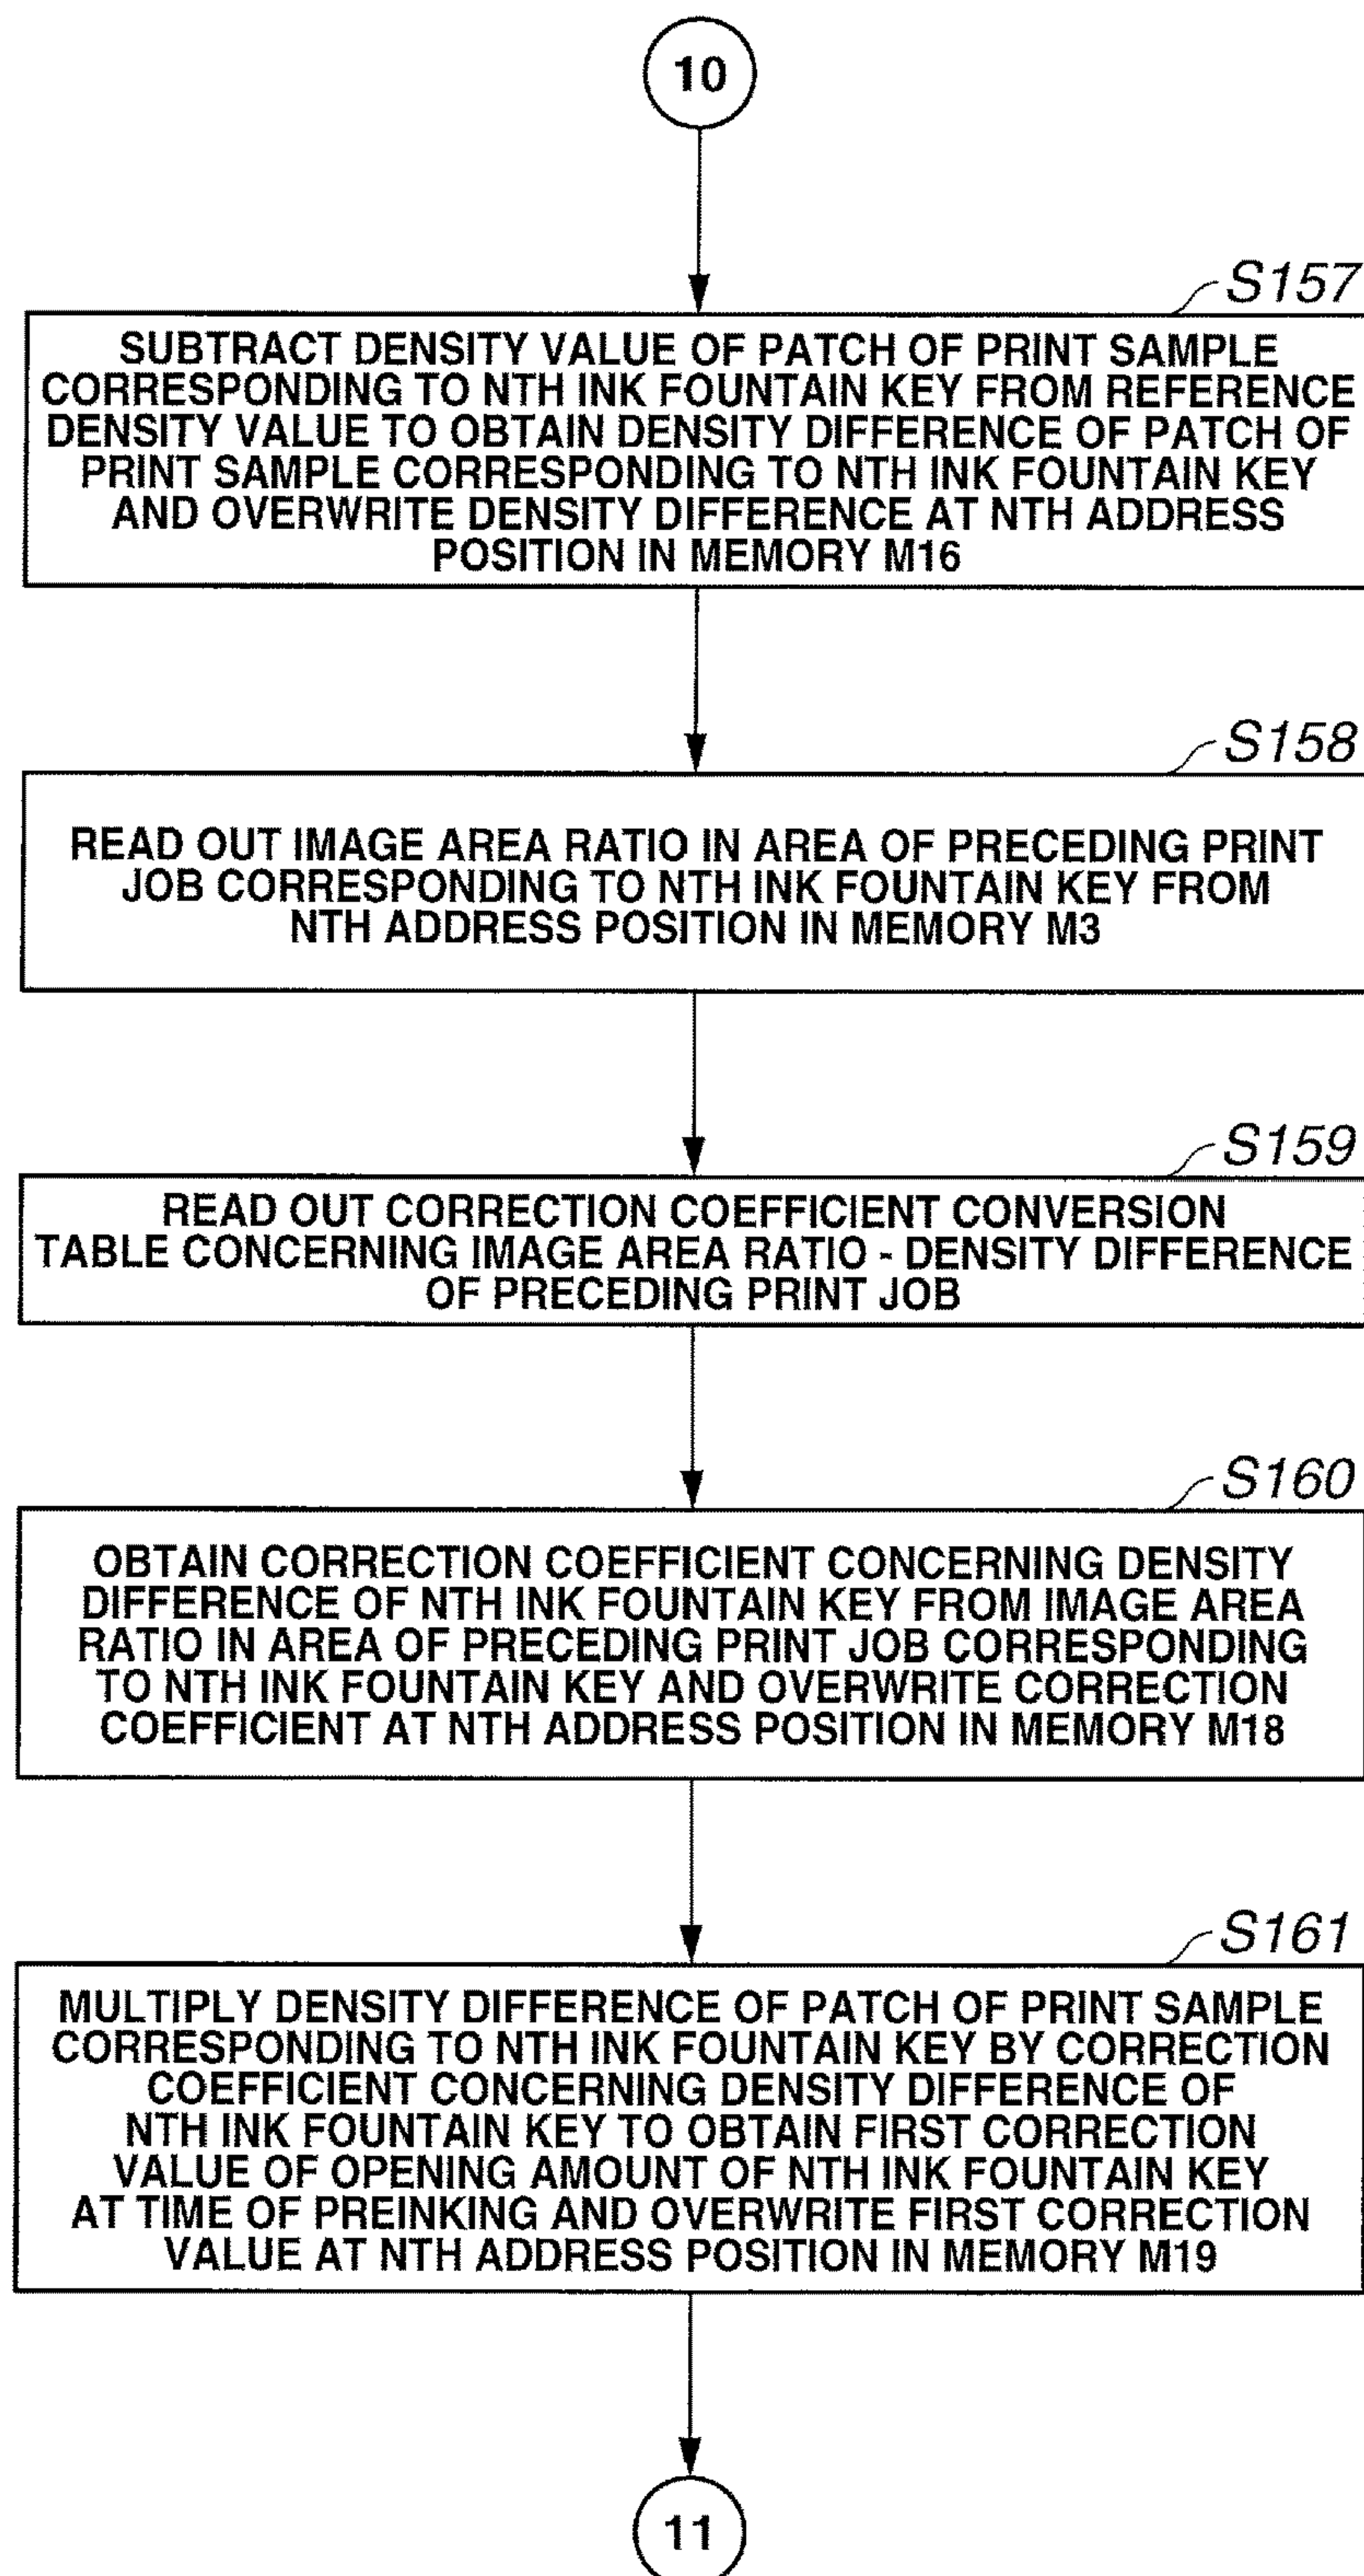 10
S157
SUBTRACT DENSITY VALUE OF PATCH OF PRINT SAMPLE
CORRESPONDING TO NTH INK FOUNTAIN KEY FROM REFERENCE
DENSITY VALUE TO OBTAIN DENSITY DIFFERENCE OF PATCH OF
PRINT SAMPLE CORRESPONDING TO NTH INK FOUNTAIN KEY
AND OVERWRITE DENSITY DIFFERENCE AT NTH ADDRESS
POSITION IN MEMORY M16
S158
READ OUT IMAGE AREA RATIO IN AREA OF PRECEDING PRINT
JOB CORRESPONDING TO NTH INK FOUNTAIN KEY FROM
NTH ADDRESS POSITION IN MEMORY M3
S159
READ OUT CORRECTION COEFFICIENT CONVERSION
TABLE CONCERNING IMAGE AREA RATIO - DENSITY DIFFERENCE
OF PRECEDING PRINT JOB
S160
OBTAIN CORRECTION COEFFICIENT CONCERNING DENSITY
DIFFERENCE OF NTH INK FOUNTAIN KEY FROM IMAGE AREA
RATIO IN AREA OF PRECEDING PRINT JOB CORRESPONDING
TO NTH INK FOUNTAIN KEY AND OVERWRITE CORRECTION
COEFFICIENT AT NTH ADDRESS POSITION IN MEMORY M18
S161
MULTIPLY DENSITY DIFFERENCE OF PATCH OF PRINT SAMPLE
CORRESPONDING TO NTH INK FOUNTAIN KEY BY CORRECTION
COEFFICIENT CONCERNING DENSITY DIFFERENCE OF
NTH INK FOUNTAIN KEY TO OBTAIN FIRST CORRECTION
VALUE OF OPENING AMOUNT OF NTH INK FOUNTAIN KEY
AT TIME OF PREINKING AND OVERWRITE FIRST CORRECTION
VALUE AT NTH ADDRESS POSITION IN MEMORY M19
11